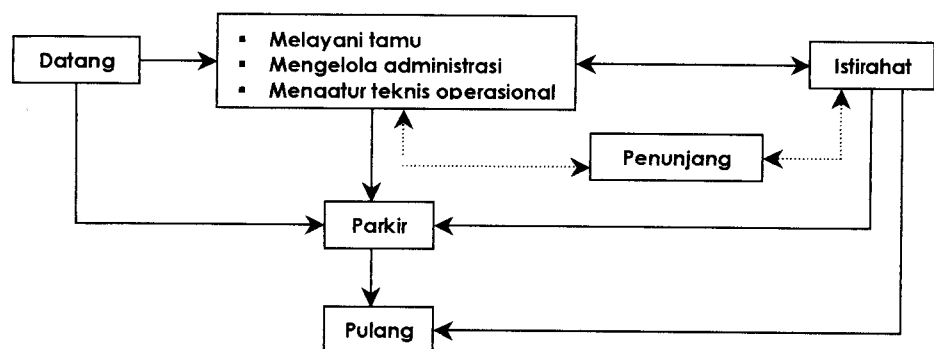 Datang
▪ Melayani tamu
▪ Mengelola administrasi
▪ Mengatur teknis operasional
Istirahat
Penunjang
Parkir
Pulang